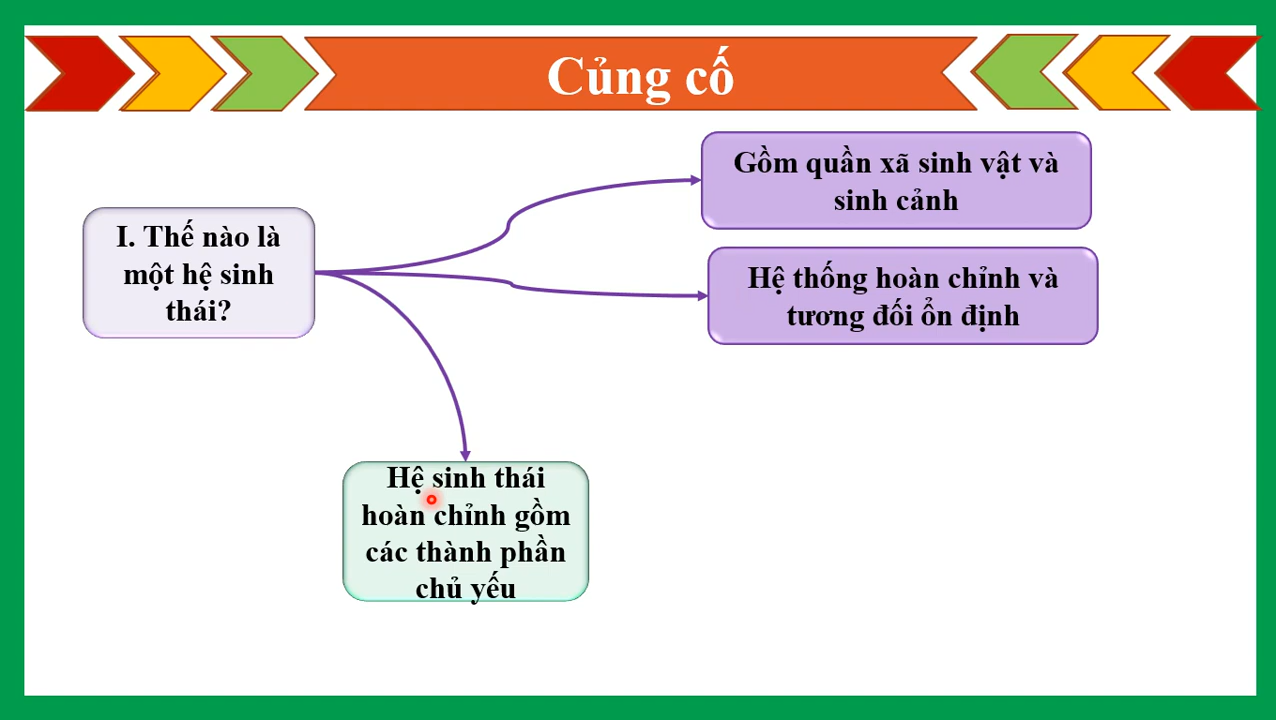 Củng cố
Gồm quần xã sinh vật và
sinh cảnh
I. Thế nào là
một hệ sinh
thái?
Hệ thống hoàn chỉnh và
tương đối ổn định
Hệ sinh thái
hoàn chỉnh gồm
các thành phần
chủ yếu